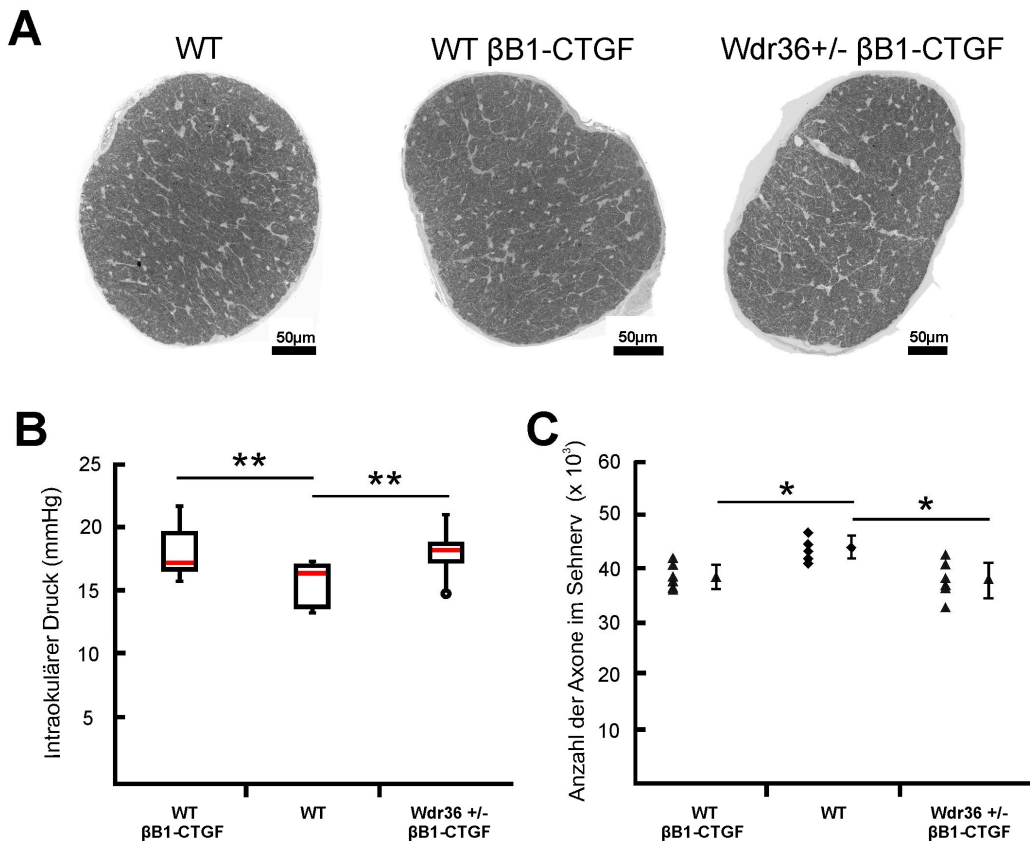 A
WT
WT βB1-CTGF
Wdr36+/- βB1-CTGF
50µm
50µm
50µm
B
Intraokulärer Druck (mmHg)
25
20
15
10
5
**
**
WT
βB1-CTGF
WT
Wdr36 +/-
βB1-CTGF
C
Anzahl der Axone im Sehnerv (x 10³)
60
50
40
30
20
10
*
*
WT
βB1-CTGF
WT
Wdr36 +/-
βB1-CTGF